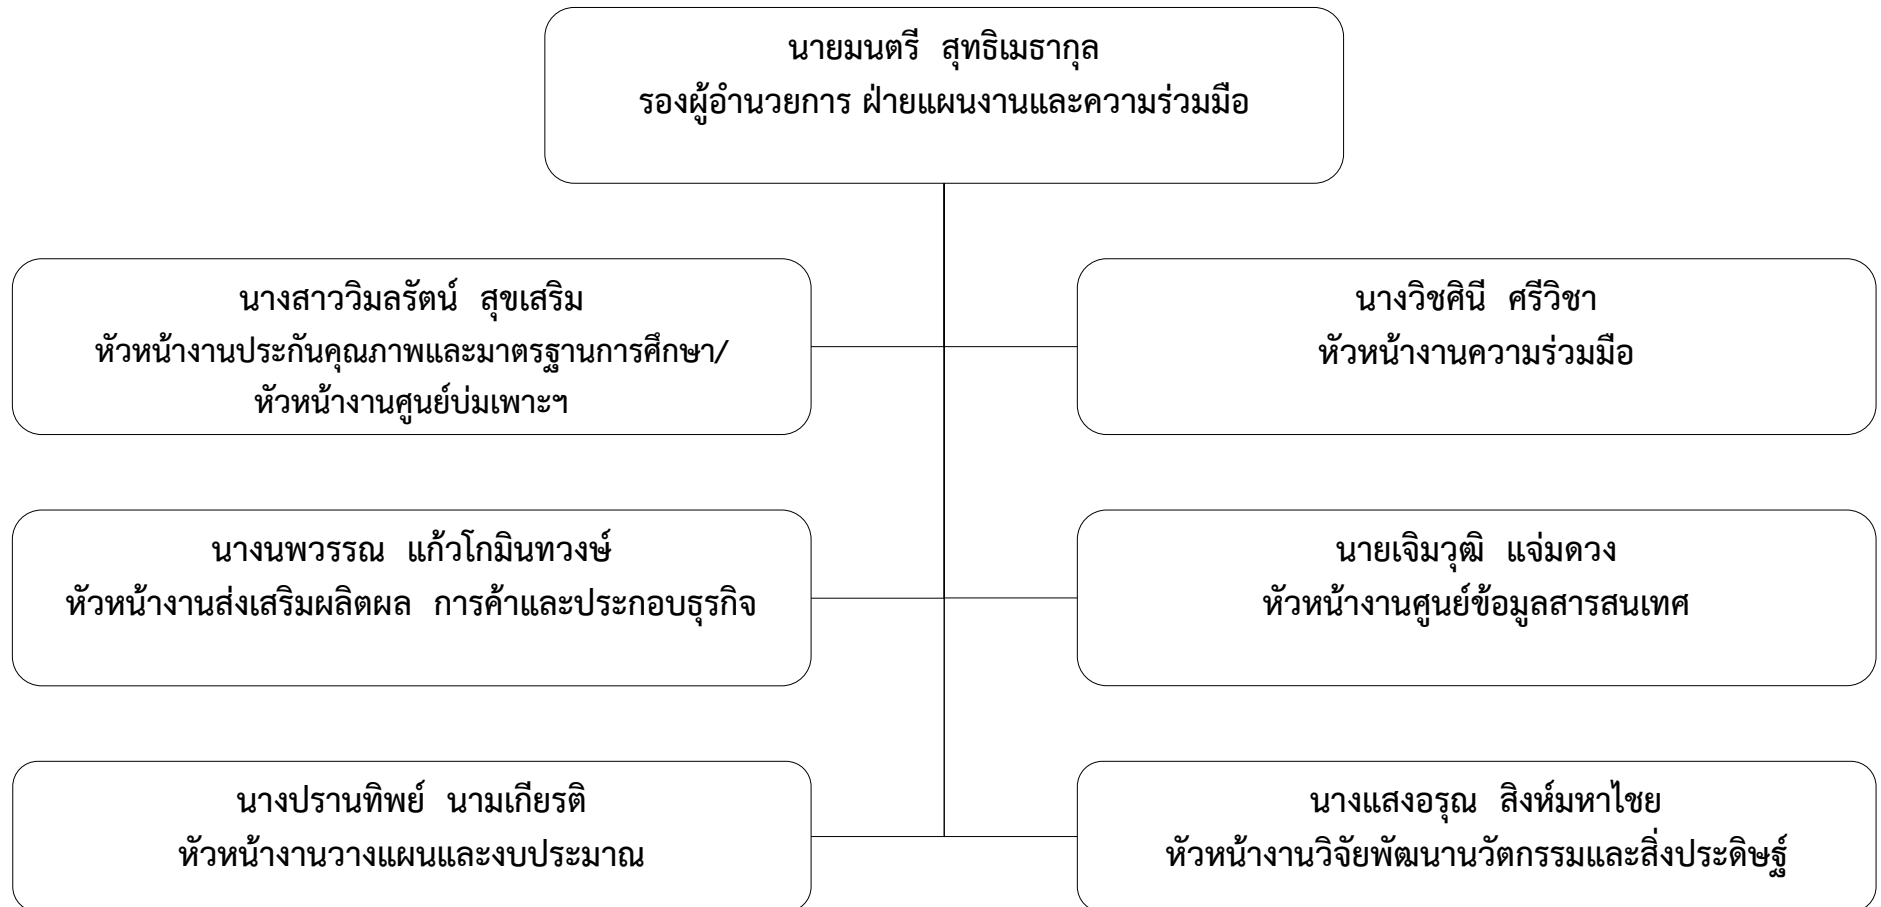 นายมนตรี สุทธิเมธากุล
รองผู้อำนวยการ ฝ่ายแผนงานและความร่วมมือ
นางสาววิมลรัตน์ สุขเสริม
หัวหน้างานประกันคุณภาพและมาตรฐานการศึกษา/
หัวหน้างานศูนย์บ่มเพาะฯ
นางวิชศินี ศรีวิชา
หัวหน้างานความร่วมมือ
นางนพวรรณ แก้วโกมินทวงษ์
หัวหน้างานส่งเสริมผลิตผล การค้าและประกอบธุรกิจ
นายเจิมวุฒิ แจ่มดวง
หัวหน้างานศูนย์ข้อมูลสารสนเทศ
นางปรานทิพย์ นามเกียรติ
หัวหน้างานวางแผนและงบประมาณ
นางแสงอรุณ สิงห์มหาไชย
หัวหน้างานวิจัยพัฒนานวัตกรรมและสิ่งประดิษฐ์